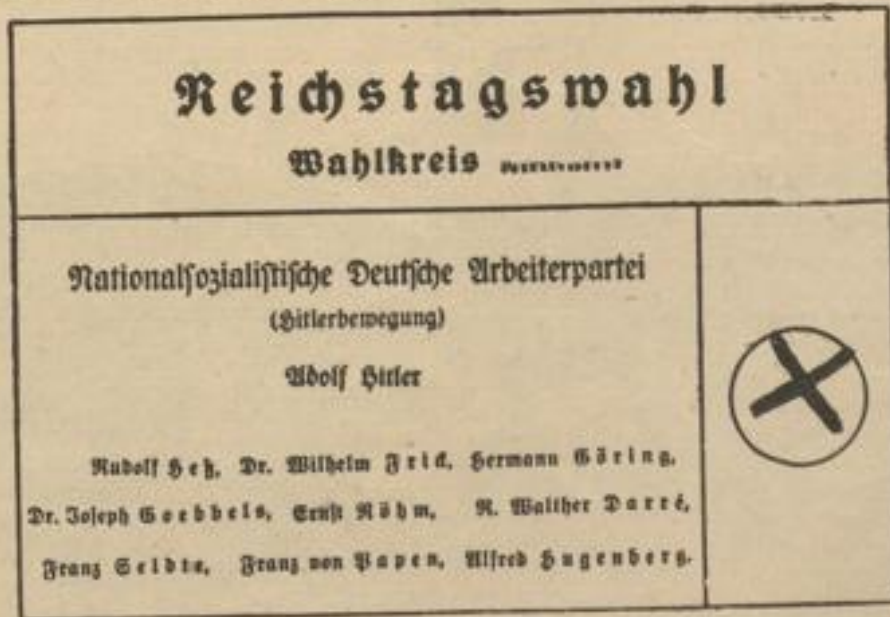 Reichstagswahl
Wahlkreis
Nationalsozialistische Deutsche Arbeiterpartei
(Hitlerbewegung)
Adolf Hitler
Rudolf Heß, Dr. Wilhelm Frick, Hermann Göring,
Dr. Joseph Goebbels, Ernst Röhm, R. Walther Darré,
Franz Seldte, Franz von Papen, Alfred Hugenberg.